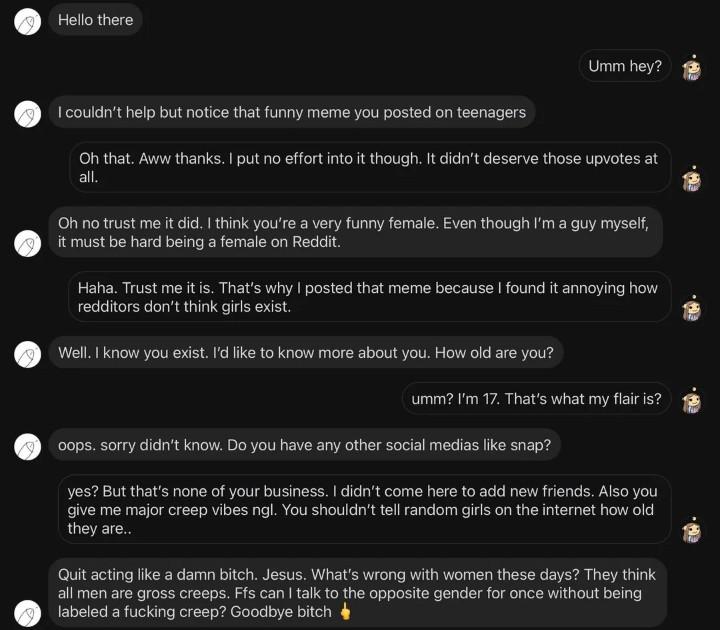 Hello there
Umm hey?
I couldn't help but notice that funny meme you posted on teenagers
Oh that. Aww thanks. I put no effort into it though. It didn't deserve those upvotes at
all.
Oh no trust me it did. I think you're a very funny female. Even though I'm a guy myself,
it must be hard being a female on Reddit.
Haha. Trust me it is. That's why I posted that meme because I found it annoying how
redditors don't think girls exist.
Well. I know you exist. I'd like to know more about you. How old are you?
umm? I'm 17. That's what my flair is?
oops. sorry didn't know. Do you have any other social medias like snap?
yes? But that's none of your business. I didn't come here to add new friends. Also you
give me major creep vibes ngl. You shouldn't tell random girls on the internet how old
they are..
Quit acting like a damn bitch. Jesus. What's wrong with women these days? They think
all men are gross creeps. Ffs can I talk to the opposite gender for once without being
labeled a fucking creep? Goodbye bitch 🖕